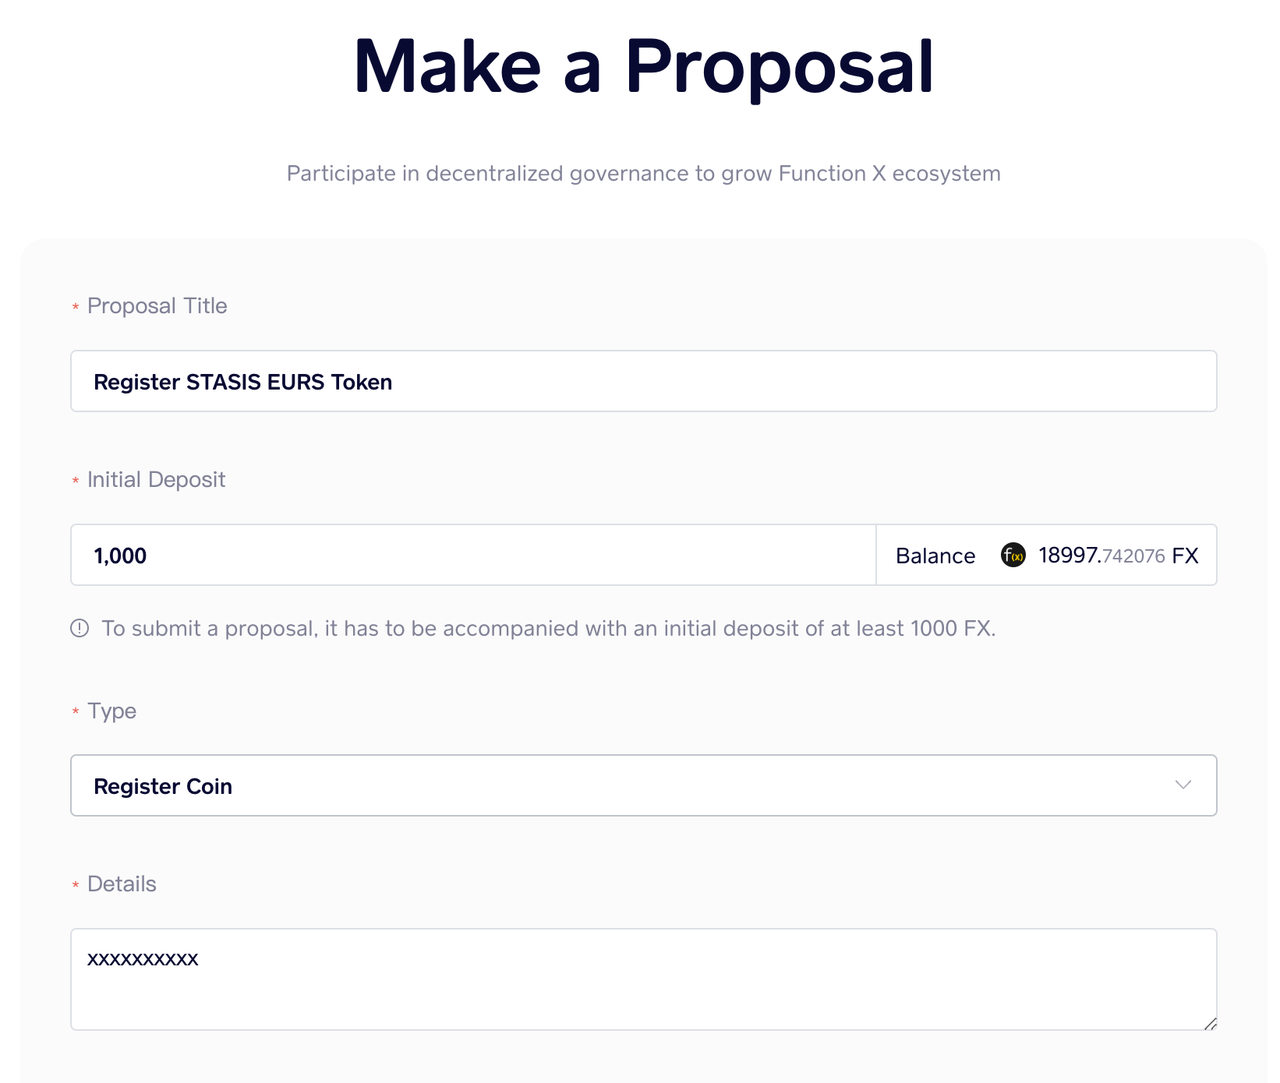 Make a Proposal
Participate in decentralized governance to grow Function X ecosystem
* Proposal Title
Register STASIS EURS Token
* Initial Deposit
1,000 Balance f(x) 18997.742076 FX
To submit a proposal, it has to be accompanied with an initial deposit of at least 1000 FX.
* Type
Register Coin
* Details
xxxxxxxxxx